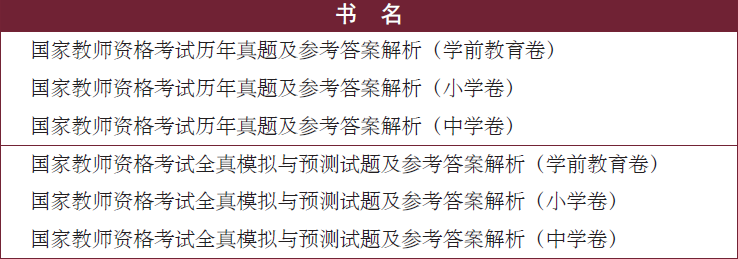 书 名
国家教师资格考试历年真题及参考答案解析（学前教育卷）
国家教师资格考试历年真题及参考答案解析（小学卷）
国家教师资格考试历年真题及参考答案解析（中学卷）
国家教师资格考试全真模拟与预测试题及参考答案解析（学前教育卷）
国家教师资格考试全真模拟与预测试题及参考答案解析（小学卷）
国家教师资格考试全真模拟与预测试题及参考答案解析（中学卷）